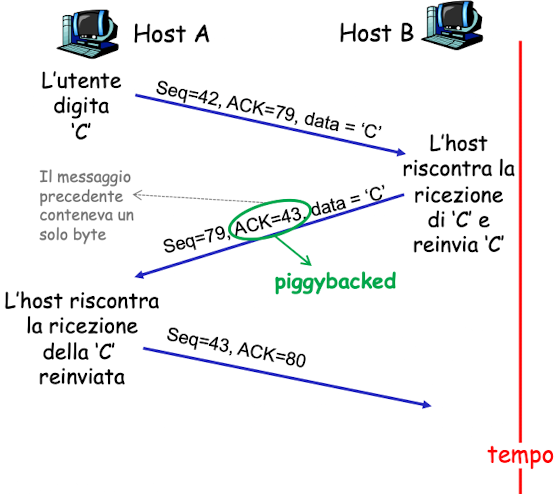 Host A
Host B
L'utente
digita
'C'
Seq=42, ACK=79, data = 'C'
L'host
riscontra la
ricezione
di 'C' e
reinvia 'C'
Il messaggio
precedente
conteneva un
solo byte
Seq=79, ACK=43, data = 'C'
piggybacked
L'host riscontra
la ricezione
della 'C'
reinviata
Seq=43, ACK=80
tempo